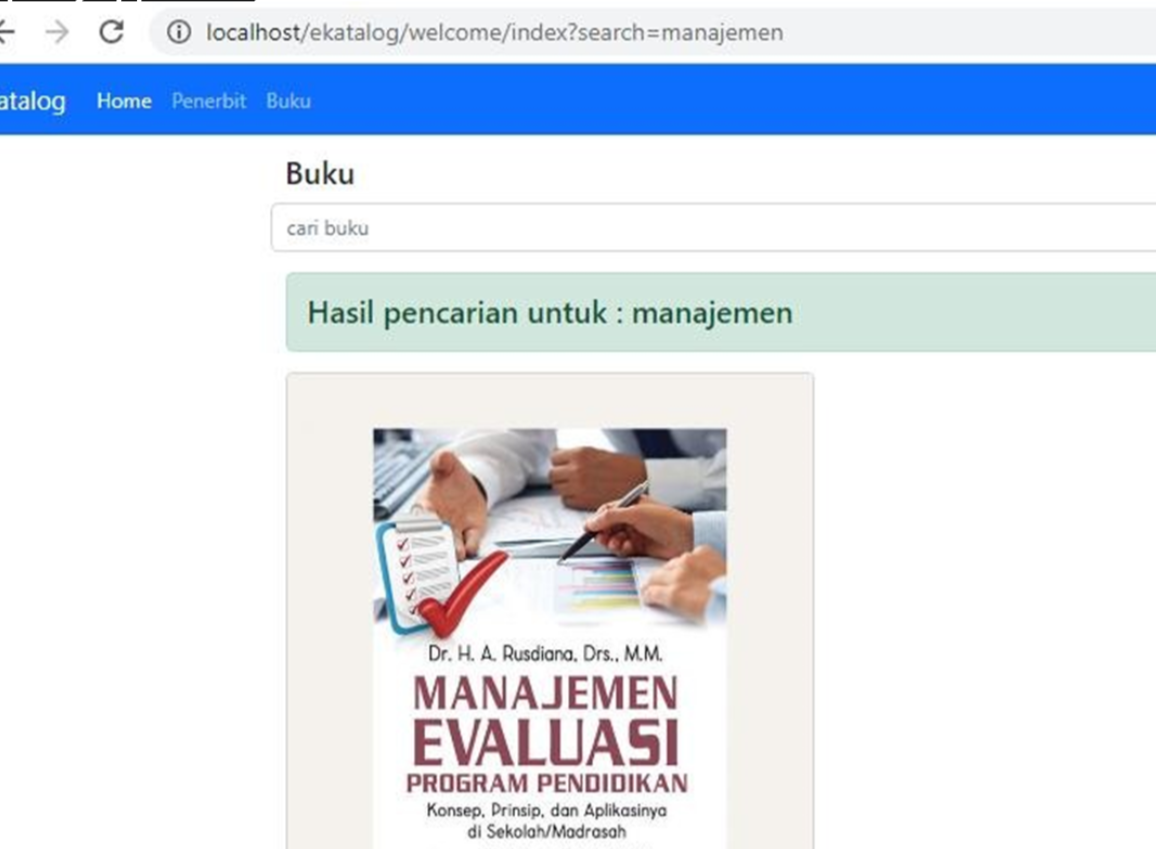 localhost/ekatalog/welcome/index?search=manajemen
atalog Home Penerbit Buku
Buku
cari buku
Hasil pencarian untuk : manajemen
Dr. H. A. Rusdiana, Drs., M.M.
MANAJEMEN
EVALUASI
PROGRAM PENDIDIKAN
Konsep, Prinsip, dan Aplikasinya
di Sekolah/Madrasah